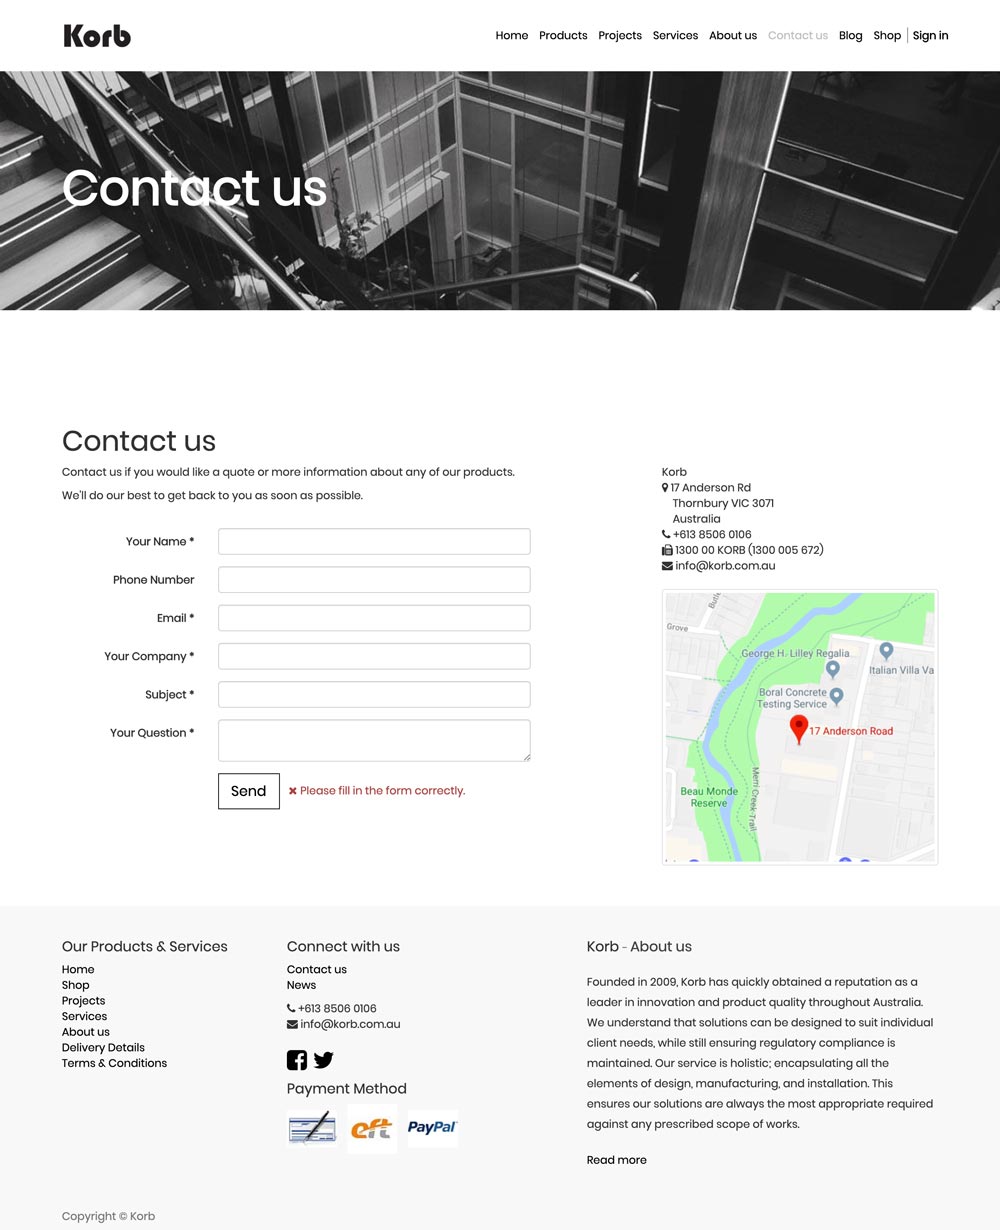 Korb
Home Products Projects Services About us Contact us Blog Shop Sign in
Contact us
Contact us
Contact us if you would like a quote or more information about any of our products.
We'll do our best to get back to you as soon as possible.
Your Name *
Phone Number
Email *
Your Company *
Subject *
Your Question *
Send
Please fill in the form correctly.
Korb
17 Anderson Rd
Thornbury VIC 3071
Australia
+613 8506 0106
1300 00 KORB (1300 005 672)
info@korb.com.au
Grove
George H. Lilley Regalia
Italian Villa Va
Boral Concrete
Testing Service
17 Anderson Road
Beau Monde
Reserve
Merri Creek Trail
Our Products & Services
Home
Shop
Projects
Services
About us
Delivery Details
Terms & Conditions
Connect with us
Contact us
News
+613 8506 0106
info@korb.com.au
Payment Method
eft
PayPal
Korb - About us
Founded in 2009, Korb has quickly obtained a reputation as a
leader in innovation and product quality throughout Australia.
We understand that solutions can be designed to suit individual
client needs, while still ensuring regulatory compliance is
maintained. Our service is holistic; encapsulating all the
elements of design, manufacturing, and installation. This
ensures our solutions are always the most appropriate required
against any prescribed scope of works.
Read more
Copyright © Korb